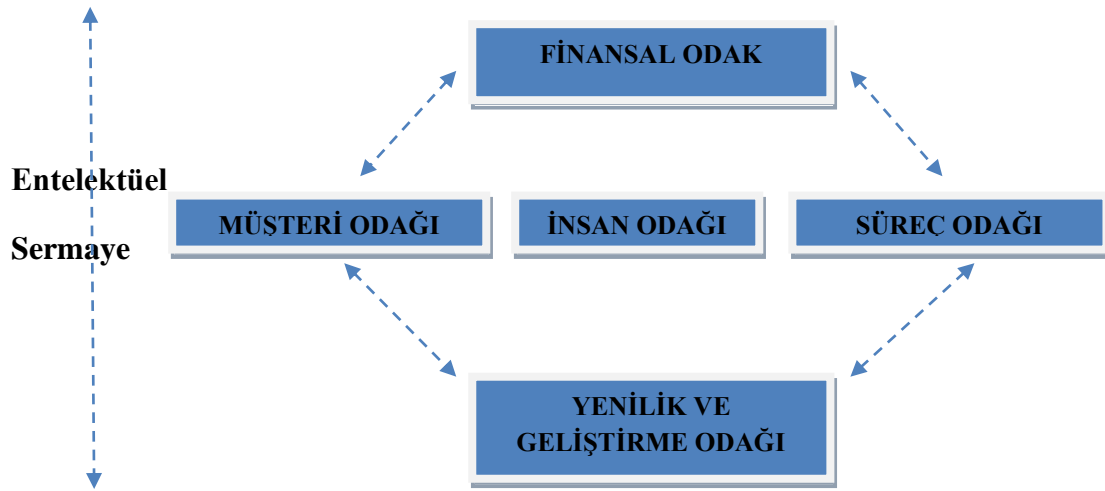 FİNANSAL ODAK
Entelektüel
Sermaye
MÜŞTERİ ODAĞI
İNSAN ODAĞI
SÜREÇ ODAĞI
YENİLİK VE
GELİŞTİRME ODAĞI